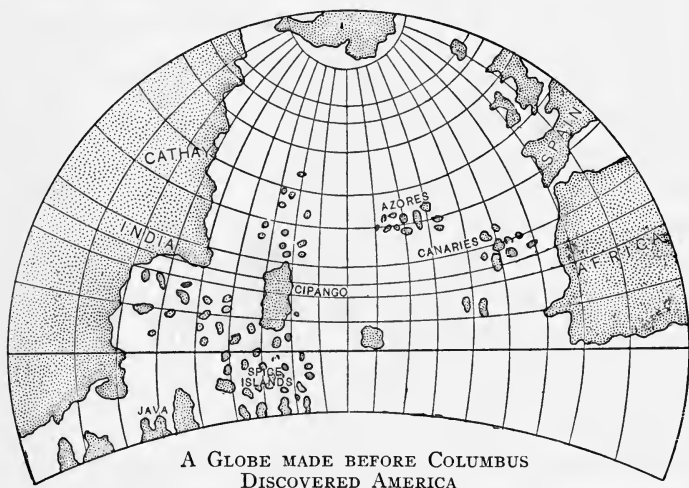 CATHAY
INDIA
AZORES
CANARIES
SPAIN
AFRICA
CIPANGO
SPICE
ISLANDS
JAVA
A GLOBE MADE BEFORE COLUMBUS
DISCOVERED AMERICA